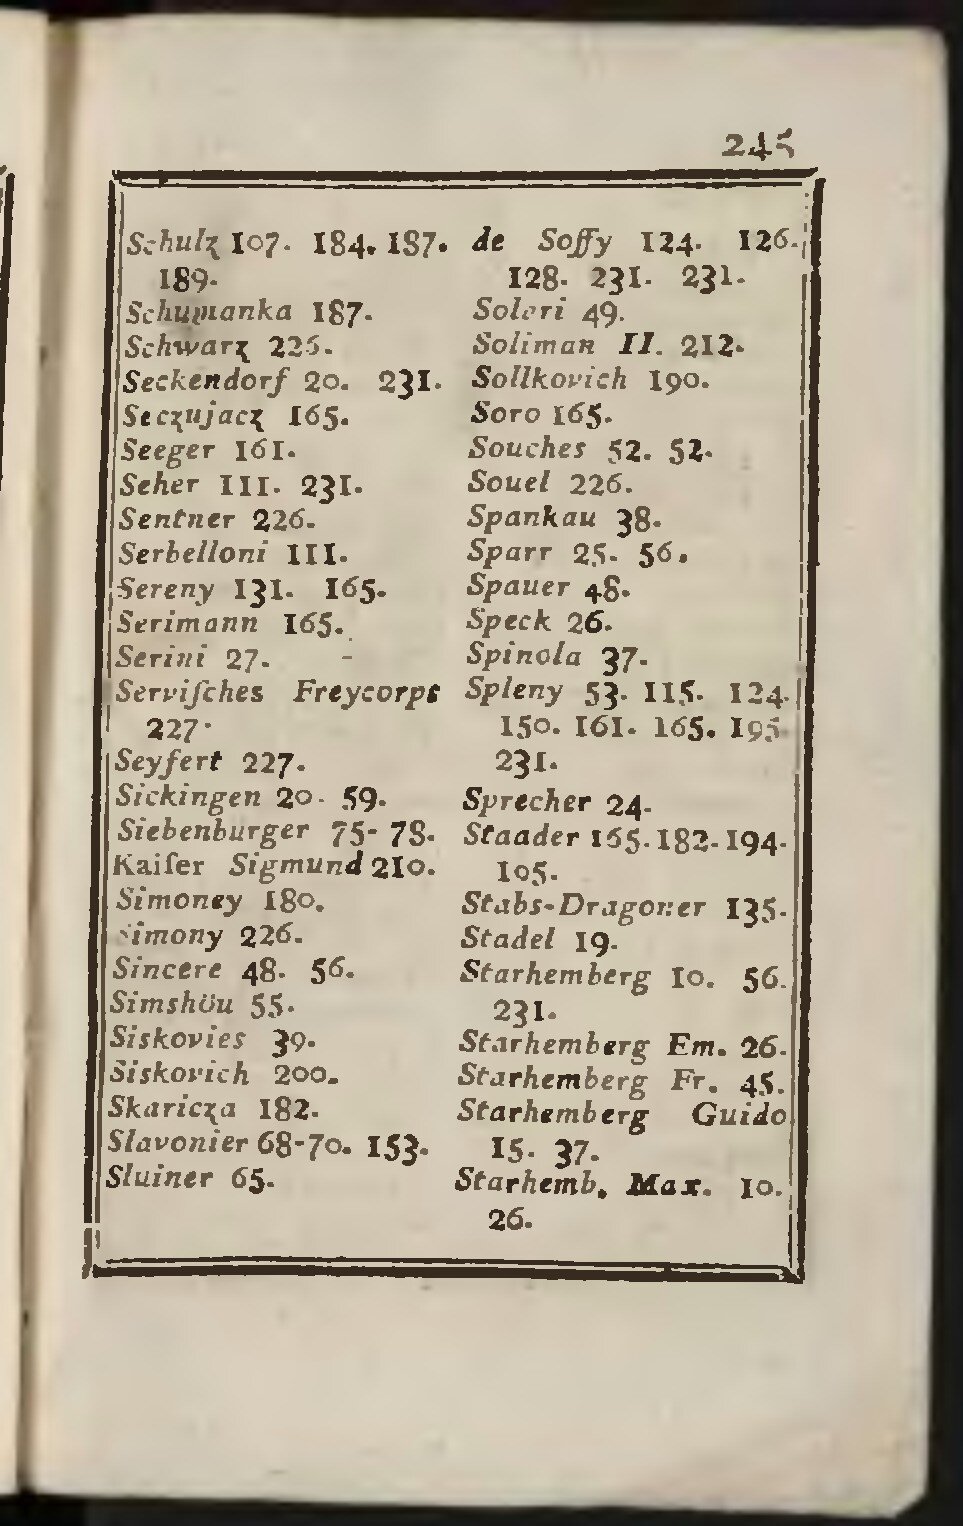 245
Schulz 107. 184. 187.
189.
Schumanka 187.
Schwarz 226.
Seckendorf 20. 231.
Seczujacz 165.
Seeger 161.
Seher 111. 231.
Sentner 226.
Serbelloni 111.
Sereny 131. 165.
Serimann 165.
Serini 27.
Servisches Freycorps
227.
Seyfert 227.
Sickingen 20. 59.
Siebenbürger 75-78.
Kaiser Sigmund 210.
Simoney 180.
Simony 226.
Sincere 48. 56.
Simshöu 55.
Siskovies 39.
Siskovich 200.
Skaricza 182.
Slavonier 68-70. 153.
Sluiner 65.
de Soffy 124. 126.
128. 231. 231.
Soleri 49.
Soliman II. 212.
Sollkovich 190.
Soro 165.
Souches 52. 52.
Souel 226.
Spankau 38.
Sparr 25. 56.
Spauer 48.
Speck 26.
Spinola 37.
Spleny 53. 115. 124.
150. 161. 165. 195.
231.
Sprecher 24.
Staader 165. 182. 194.
105.
Stabs-Dragoner 135.
Stadel 19.
Starhemberg 10. 56.
231.
Starhemberg Em. 26.
Starhemberg Fr. 45.
Starhemberg Guido
15. 37.
Starhemb. Max. 10.
26.